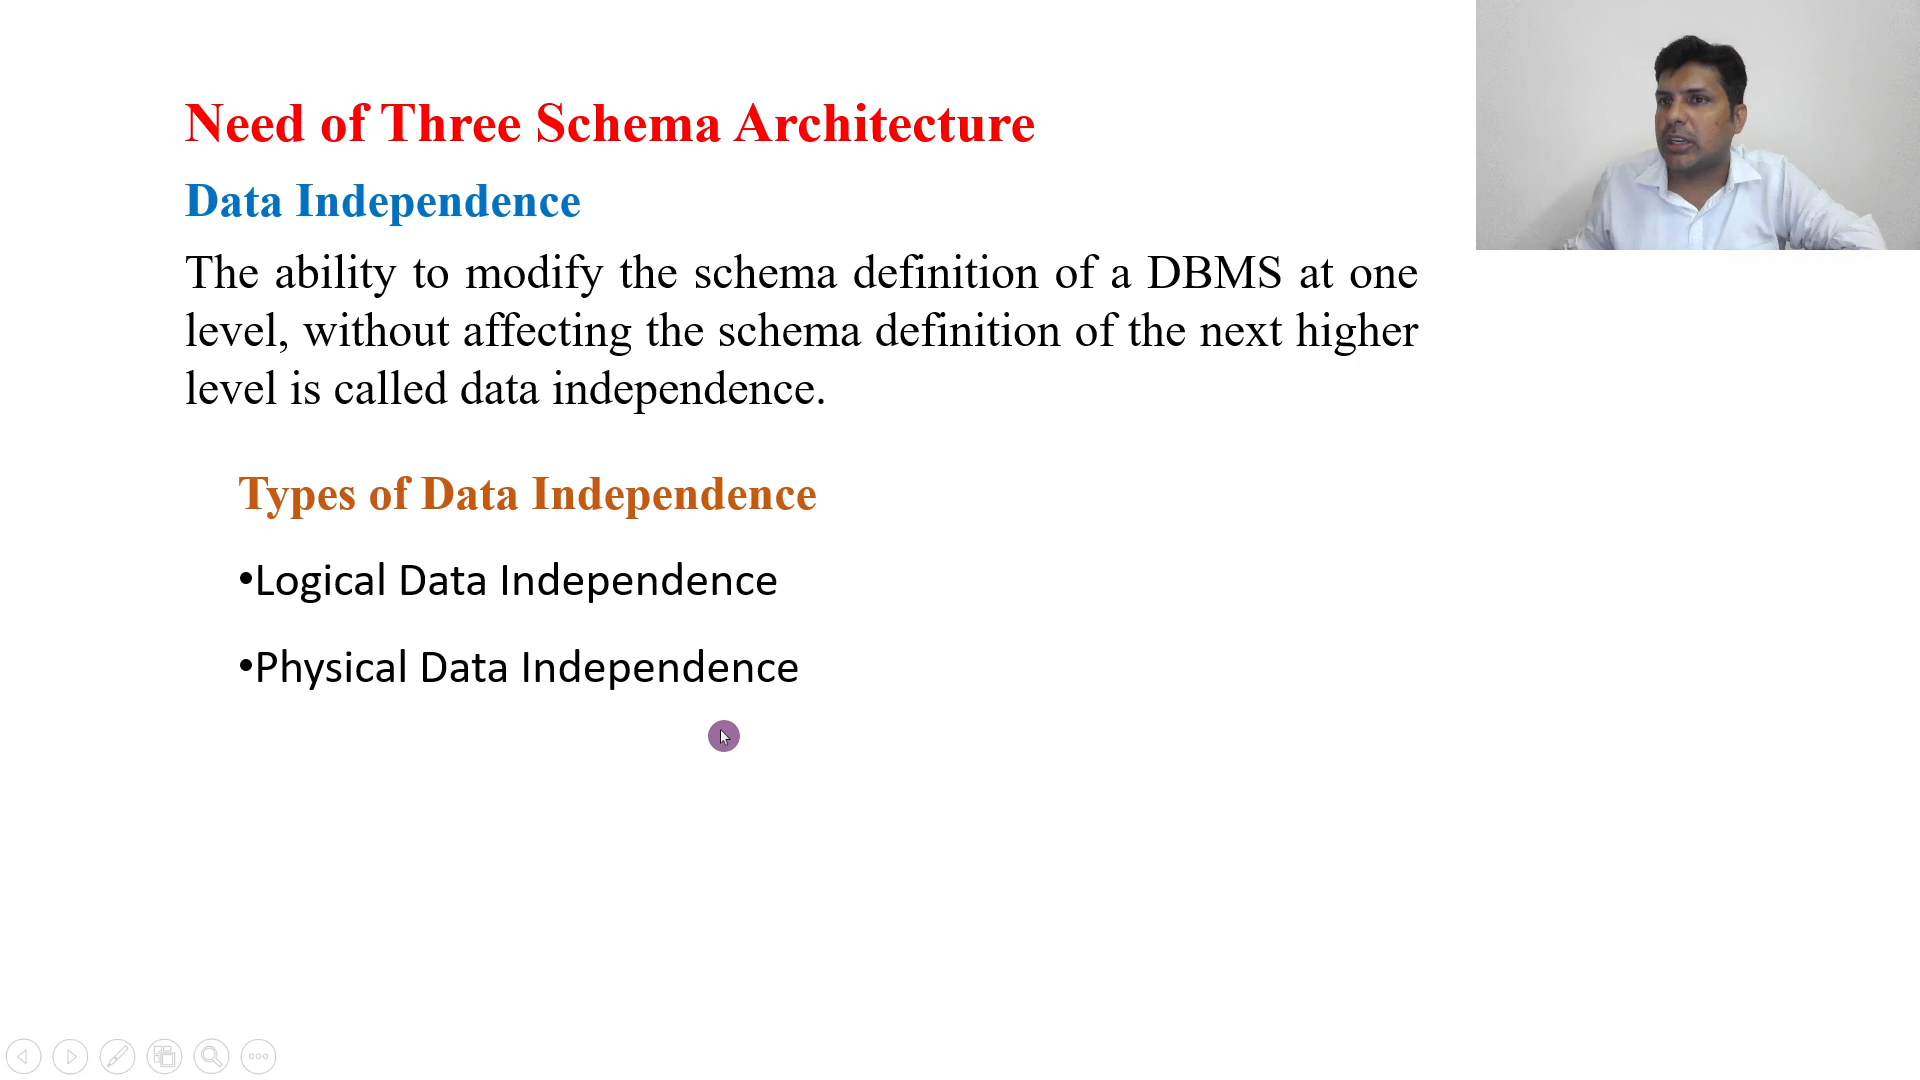 Need of Three Schema Architecture
Data Independence
The ability to modify the schema definition of a DBMS at one
level, without affecting the schema definition of the next higher
level is called data independence.
Types of Data Independence
•Logical Data Independence
•Physical Data Independence